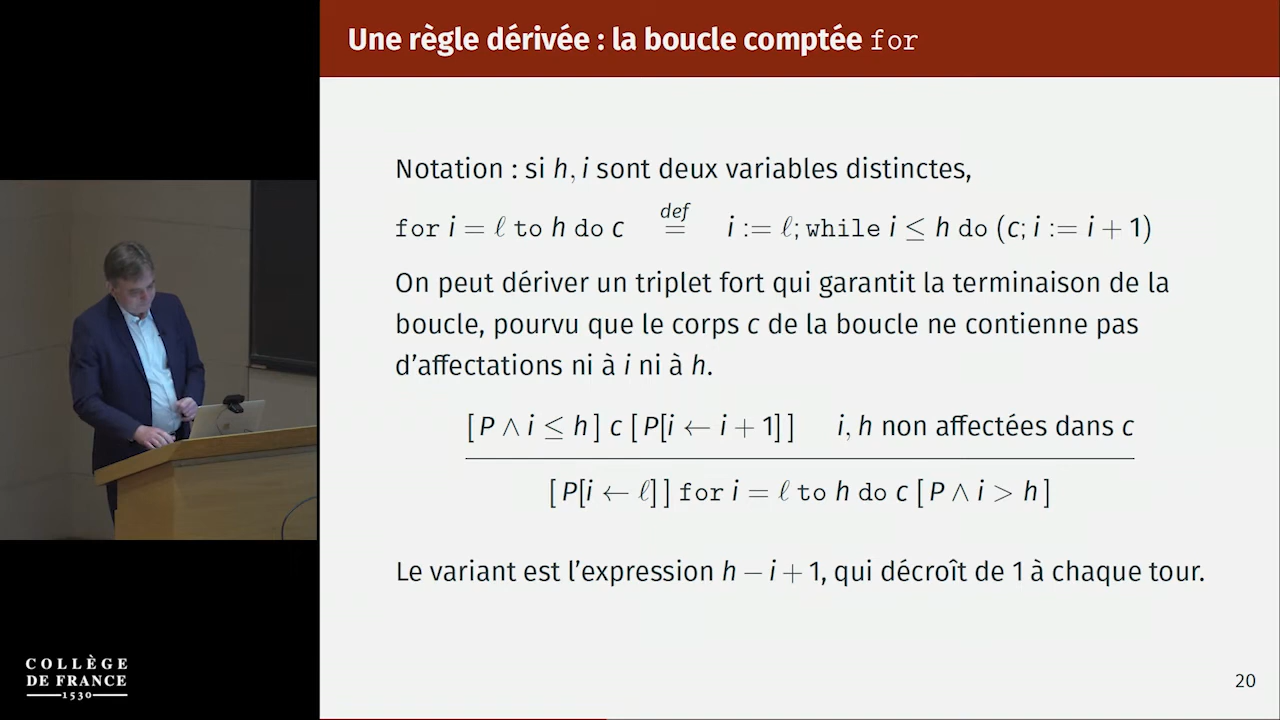 Une règle dérivée : la boucle comptée for
Notation : si h, i sont deux variables distinctes,
for i = ℓ to h do c def= i := ℓ; while i ≤ h do (c; i := i + 1)
On peut dériver un triplet fort qui garantit la terminaison de la
boucle, pourvu que le corps c de la boucle ne contienne pas
d'affectations ni à i ni à h.
[ P ∧ i ≤ h ] c [ P[i ← i + 1] ] i, h non affectées dans c
[ P[i ← ℓ] ] for i = ℓ to h do c [ P ∧ i > h ]
Le variant est l'expression h − i + 1, qui décroît de 1 à chaque tour.
COLLÈGE
DE FRANCE
1530
20